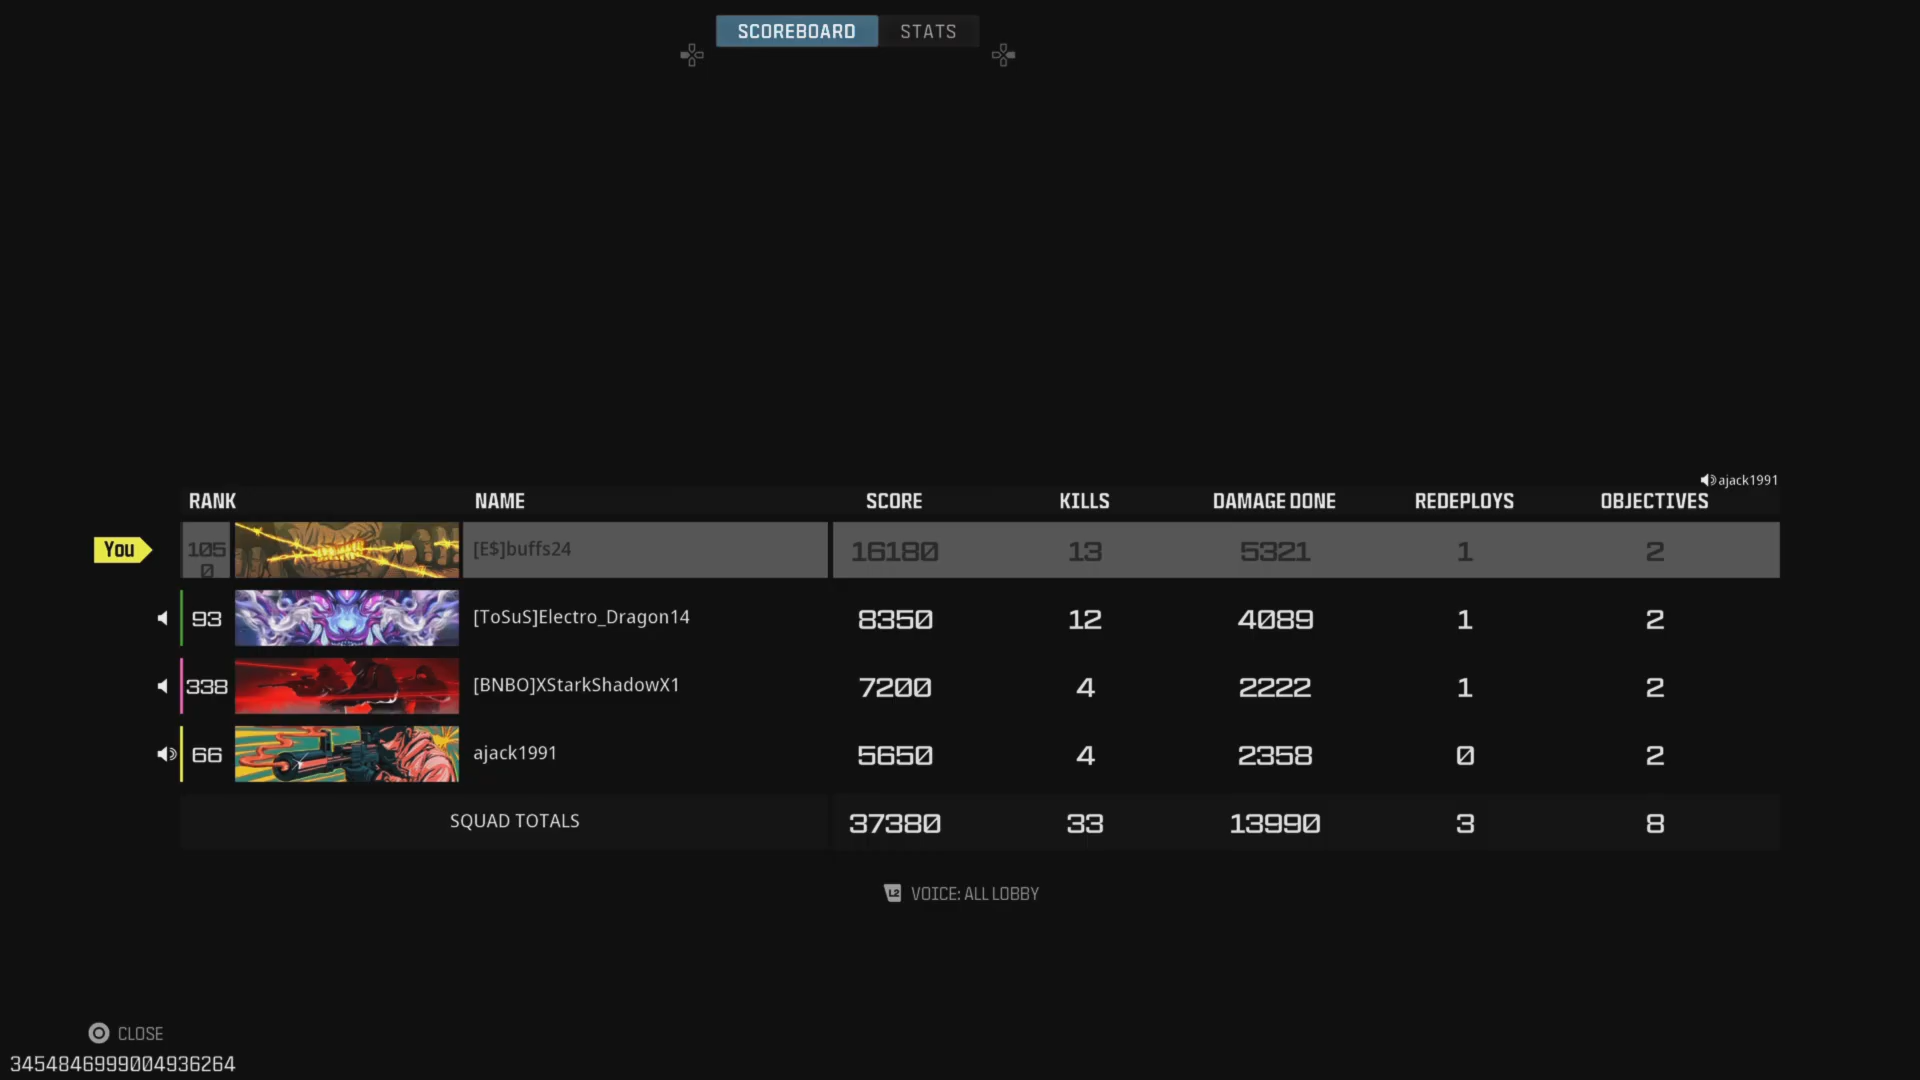 SCOREBOARD STATS
ajack1991
RANK NAME SCORE KILLS DAMAGE DONE REDEPLOYS OBJECTIVES
You 1050 [E$]buffs24 16180 13 5321 1 2
93 [ToSuS]Electro_Dragon14 8350 12 4089 1 2
338 [BNBO]XStarkShadowX1 7200 4 2222 1 2
66 ajack1991 5650 4 2358 0 2
SQUAD TOTALS 37380 33 13990 3 8
L2 VOICE: ALL LOBBY
CLOSE
3454846999004936264